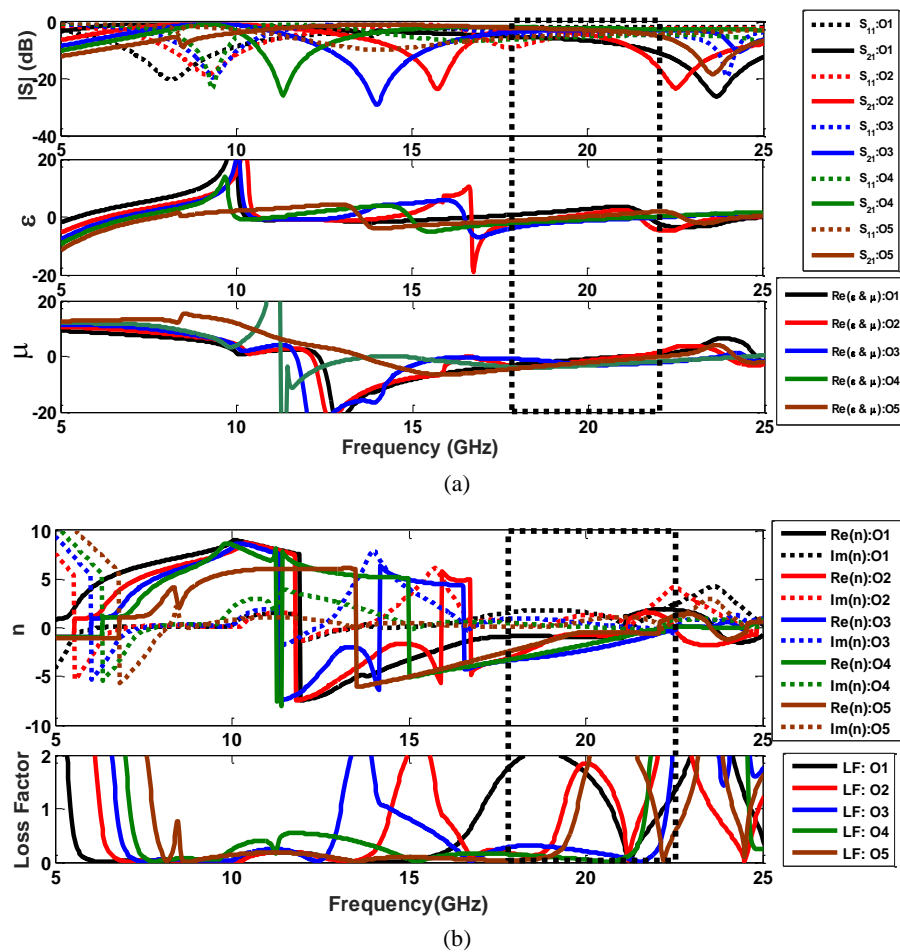 0
-20
-40
|S| (dB)
5 10 15 20 25
20
0
-20
ε
5 10 15 20 25
20
0
-20
μ
5 10 15 20 25
Frequency (GHz)
S11:O1
S21:O1
S11:O2
S21:O2
S11:O3
S21:O3
S11:O4
S21:O4
S11:O5
S21:O5
Re(ε & μ):O1
Re(ε & μ):O2
Re(ε & μ):O3
Re(ε & μ):O4
Re(ε & μ):O5
(a)
10
5
0
-5
-10
n
5 10 15 20 25
Re(n):O1
Im(n):O1
Re(n):O2
Im(n):O2
Re(n):O3
Im(n):O3
Re(n):O4
Im(n):O4
Re(n):O5
Im(n):O5
2
1
0
Loss Factor
5 10 15 20 25
Frequency(GHz)
LF: O1
LF: O2
LF: O3
LF: O4
LF: O5
(b)